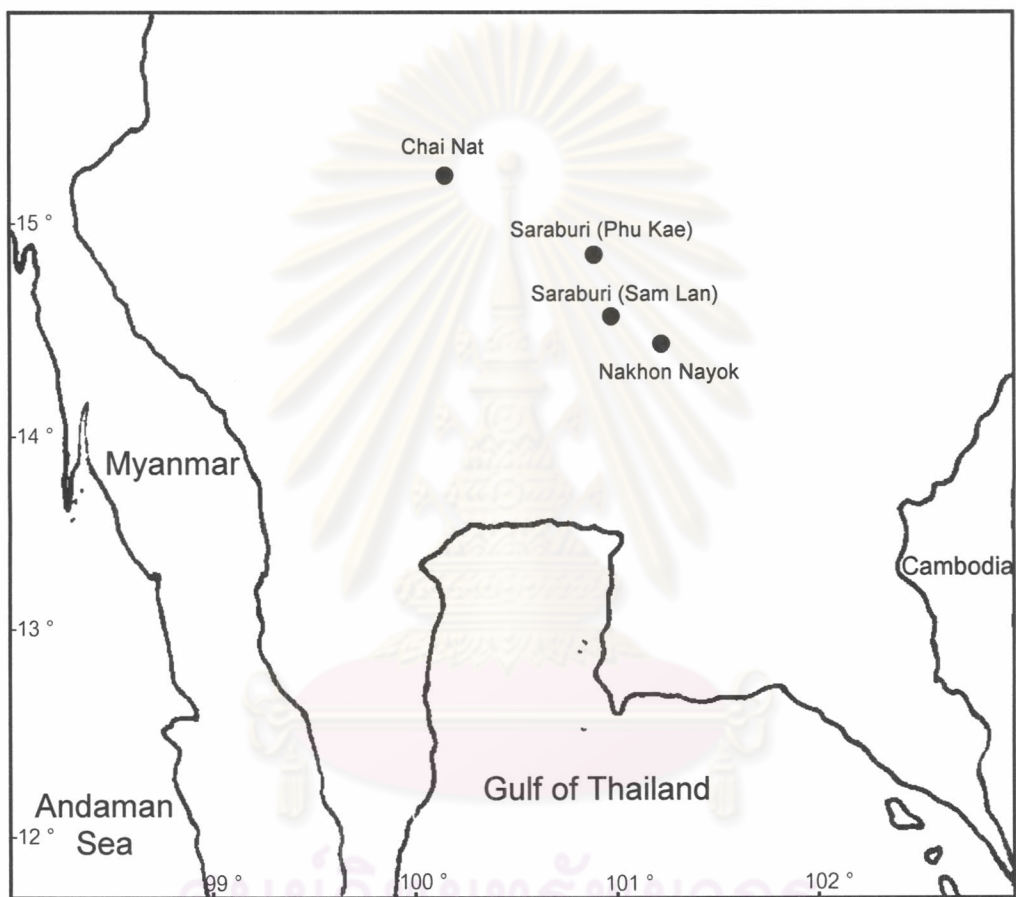 Chai Nat
15 °
Saraburi (Phu Kae)
Saraburi (Sam Lan)
Nakhon Nayok
14 °
Myanmar
Cambodia
13 °
Gulf of Thailand
Andaman
Sea
12 °
99 °
100 °
101 °
102 °